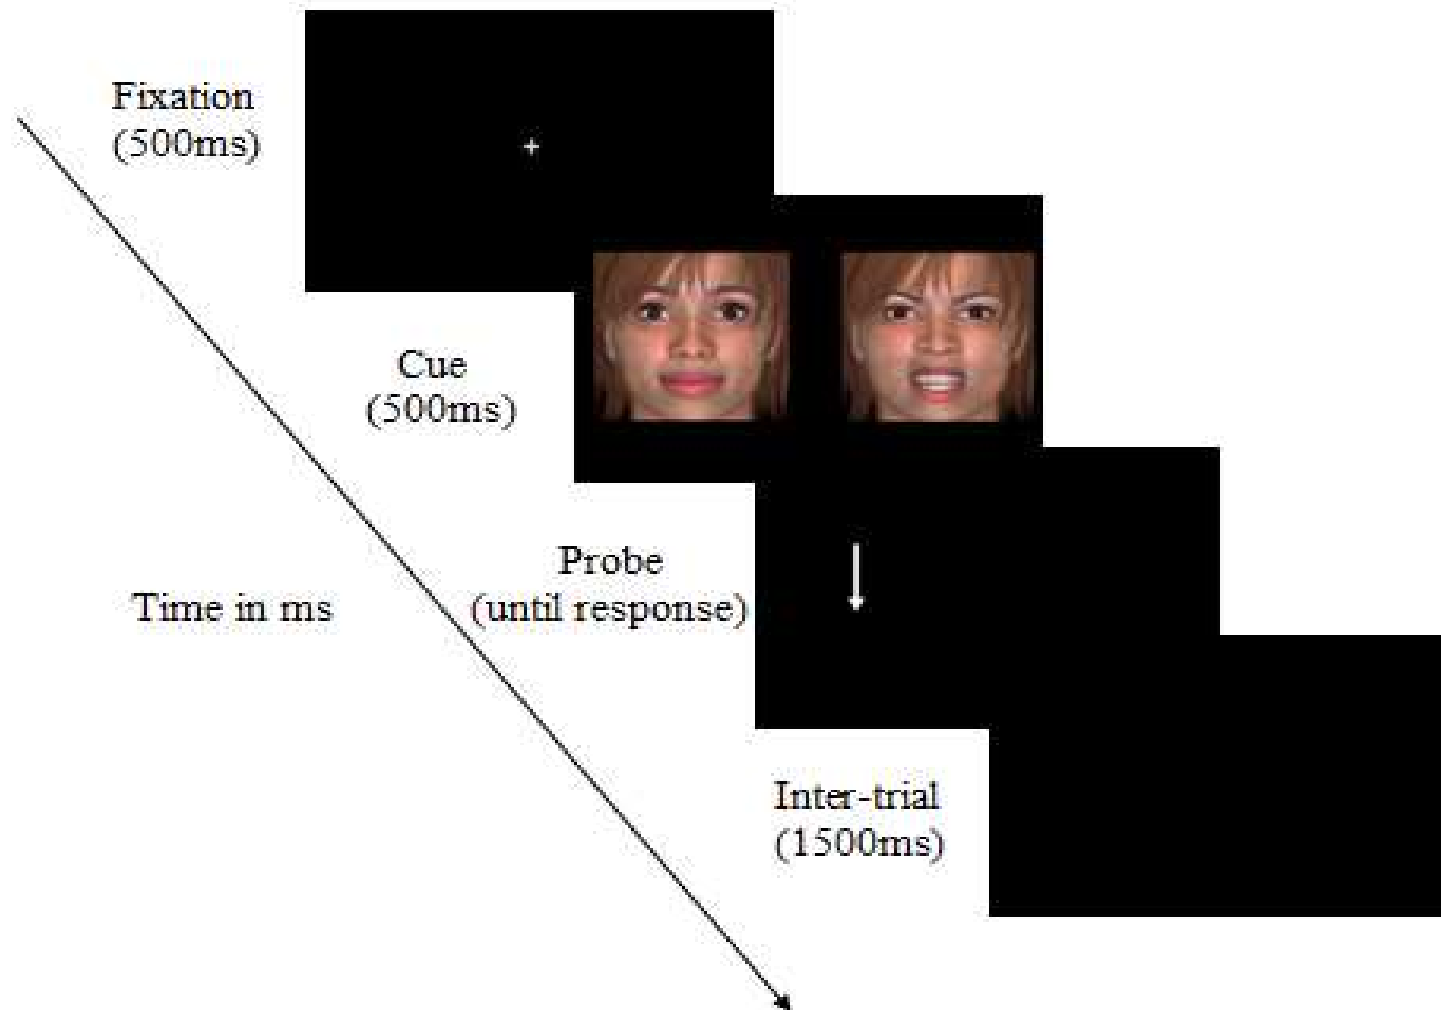 Fixation
(500ms)
Cue
(500ms)
Probe
(until response)
Time in ms
Inter-trial
(1500ms)